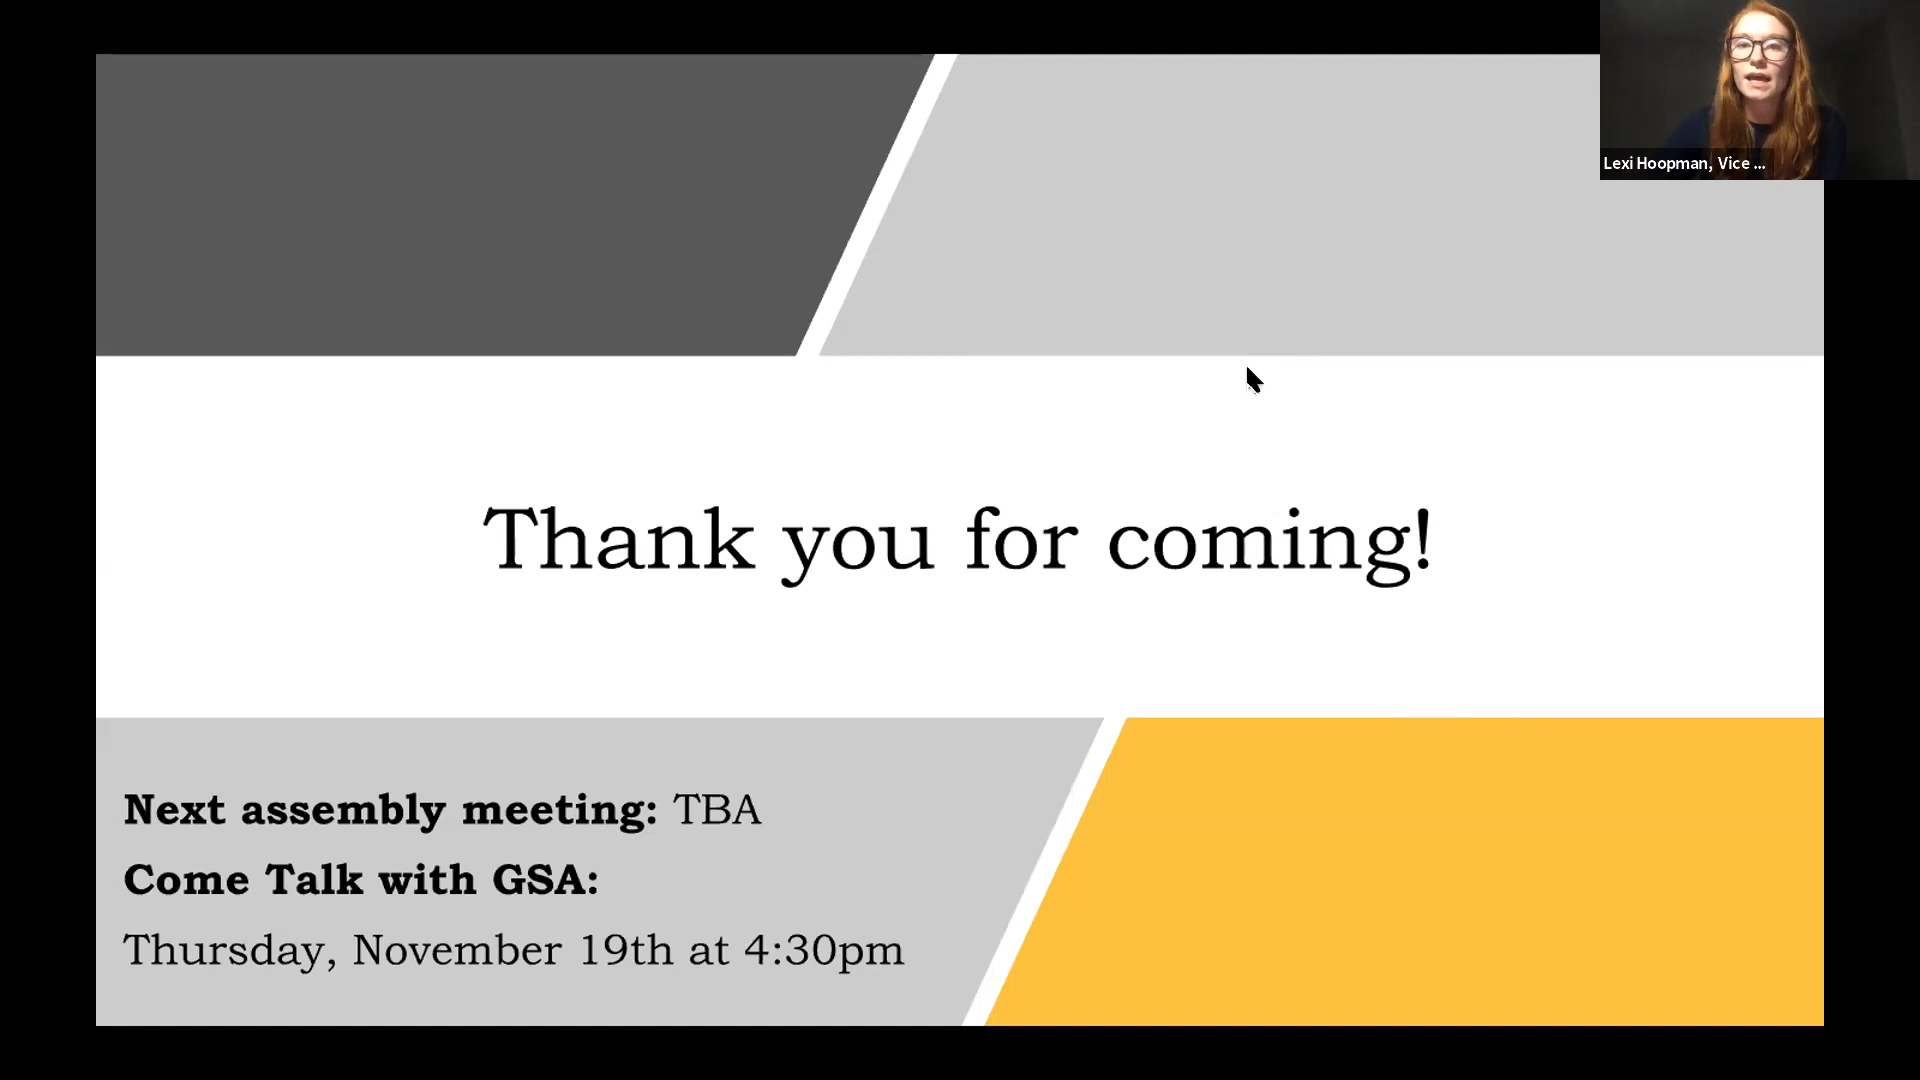 Lexi Hoopman, Vice ...
Thank you for coming!
Next assembly meeting: TBA
Come Talk with GSA:
Thursday, November 19th at 4:30pm